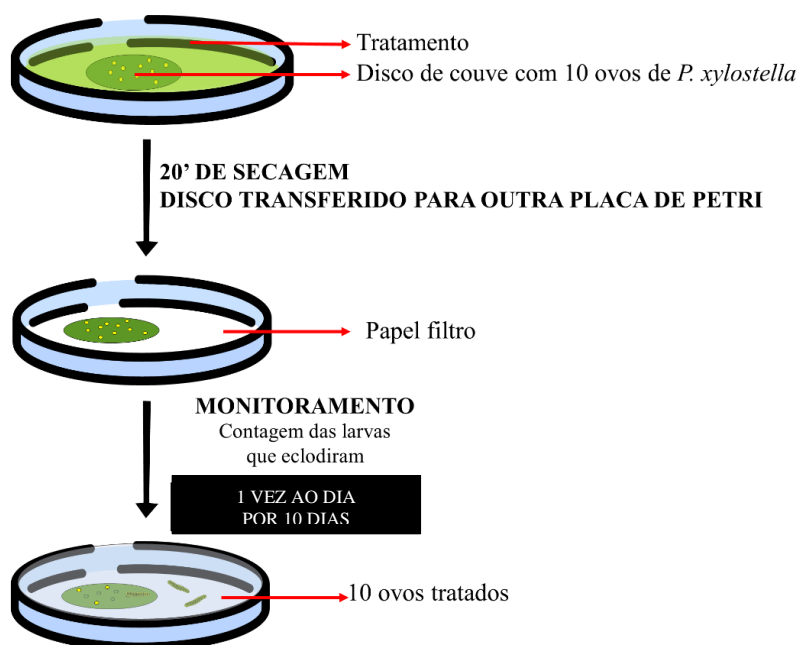 Tratamento
Disco de couve com 10 ovos de P. xylostella
20’ DE SECAGEM
DISCO TRANSFERIDO PARA OUTRA PLACA DE PETRI
Papel filtro
MONITORAMENTO
Contagem das larvas
que eclodiram
1 VEZ AO DIA
POR 10 DIAS
10 ovos tratados